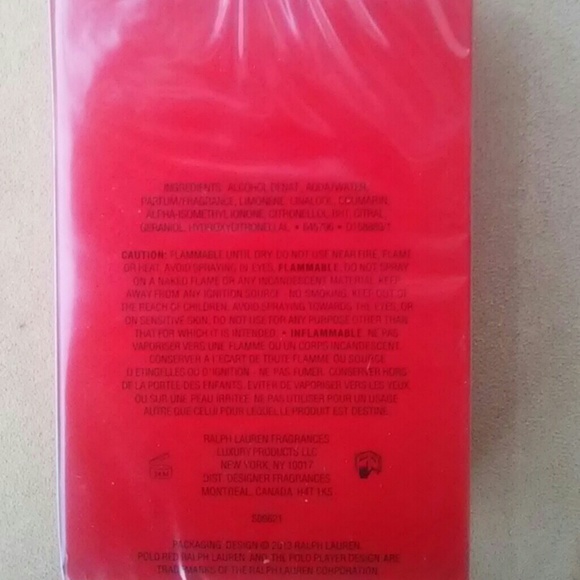 INGREDIENTS: ALCOHOL DENAT., AQUA/WATER,
PARFUM/FRAGRANCE, LIMONENE, LINALOOL, COUMARIN,
ALPHA-ISOMETHYL IONONE, CITRONELLOL, BHT, CITRAL,
GERANIOL, HYDROXYCITRONELLAL •
CAUTION: FLAMMABLE UNTIL DRY. DO NOT USE NEAR FIRE, FLAME
OR HEAT. AVOID SPRAYING IN EYES. FLAMMABLE. DO NOT SPRAY
ON A NAKED FLAME OR ANY INCANDESCENT MATERIAL. KEEP
AWAY FROM ANY IGNITION SOURCE - NO SMOKING. KEEP OUT OF
THE REACH OF CHILDREN. AVOID SPRAYING TOWARDS THE EYES, OR
ON SENSITIVE SKIN. DO NOT USE FOR ANY PURPOSE OTHER THAN
THAT FOR WHICH IT IS INTENDED. • INFLAMMABLE. NE PAS
VAPORISER VERS UNE FLAMME OU UN CORPS INCANDESCENT.
CONSERVER A L'ECART DE TOUTE FLAMME OU SOURCE
D'ETINCELLES OU D'IGNITION - NE PAS FUMER. CONSERVER HORS
DE LA PORTEE DES ENFANTS. EVITER DE VAPORISER VERS LES YEUX
OU SUR UNE PEAU IRRITEE. NE PAS UTILISER POUR UN USAGE
AUTRE QUE CELUI POUR LEQUEL LE PRODUIT EST DESTINE.
RALPH LAUREN FRAGRANCES
LUXURY PRODUCTS LLC
NEW YORK, NY 10017
DIST. DESIGNER FRAGRANCES
MONTREAL, CANADA H4T 1K5
S09621
PACKAGING DESIGN © 2013 RALPH LAUREN.
POLO RED RALPH LAUREN AND THE POLO PLAYER DESIGN ARE
TRADEMARKS OF THE RALPH LAUREN CORPORATION.